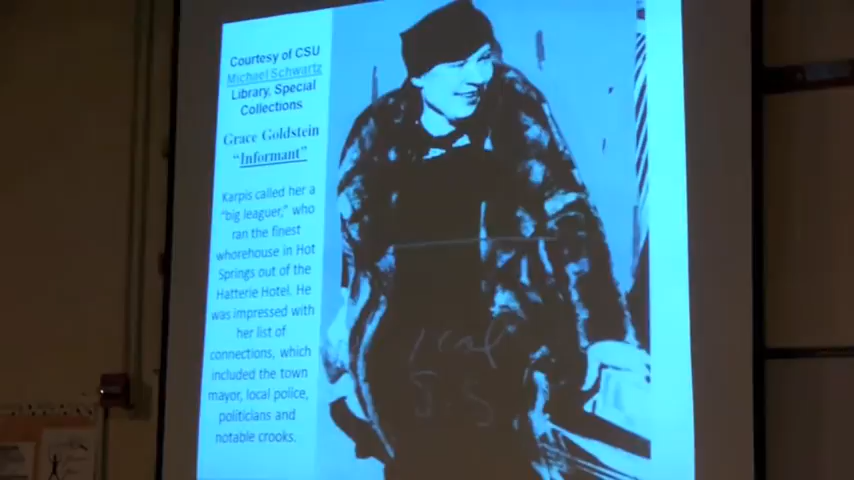 Courtesy of CSU
Michael Schwartz
Library, Special
Collections
Grace Goldstein
"Informant"
Karpis called her a
"big leaguer," who
ran the finest
whorehouse in Hot
Springs out of the
Hatterie Hotel. He
was impressed with
her list of
connections, which
included the town
mayor, local police,
politicians and
notable crooks.